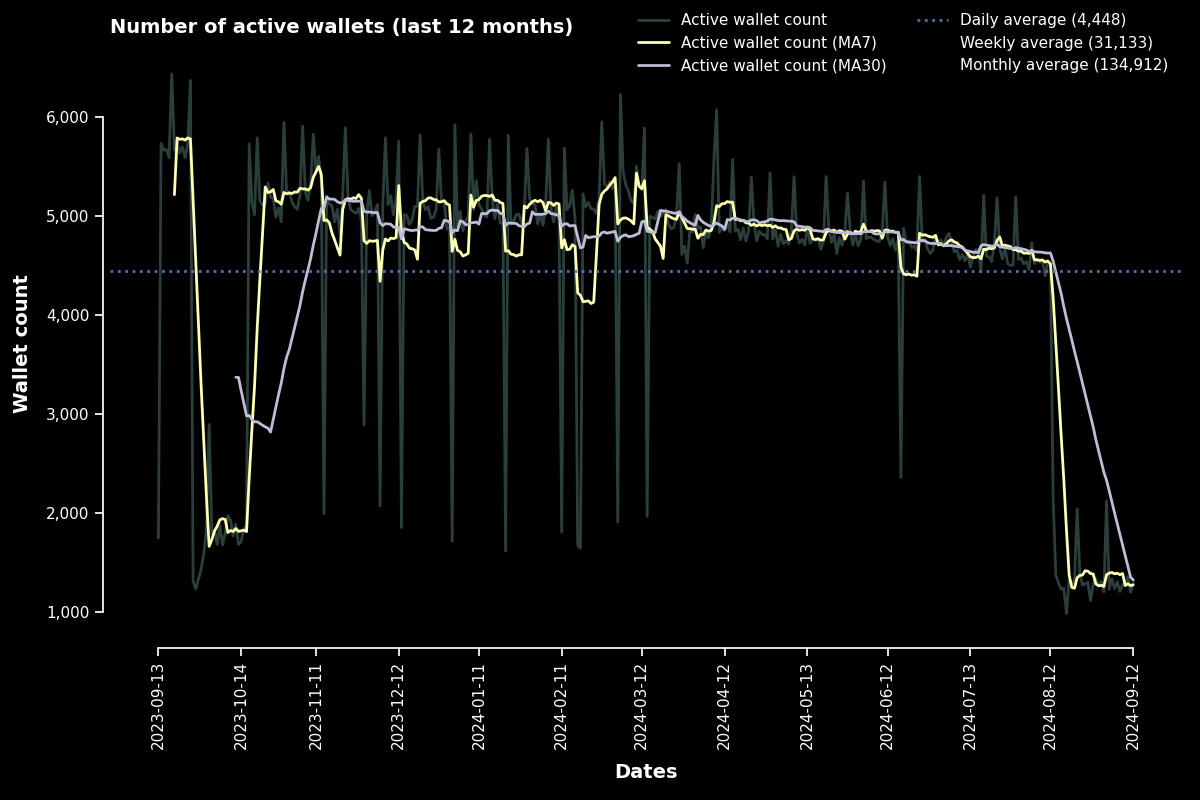 Number of active wallets (last 12 months)
Active wallet count
Active wallet count (MA7)
Active wallet count (MA30)
Daily average (4,448)
Weekly average (31,133)
Monthly average (134,912)
Wallet count
6,000
5,000
4,000
3,000
2,000
1,000
2023-09-13
2023-10-14
2023-11-11
2023-12-12
2024-01-11
2024-02-11
2024-03-12
2024-04-12
2024-05-13
2024-06-12
2024-07-13
2024-08-12
2024-09-12
Dates